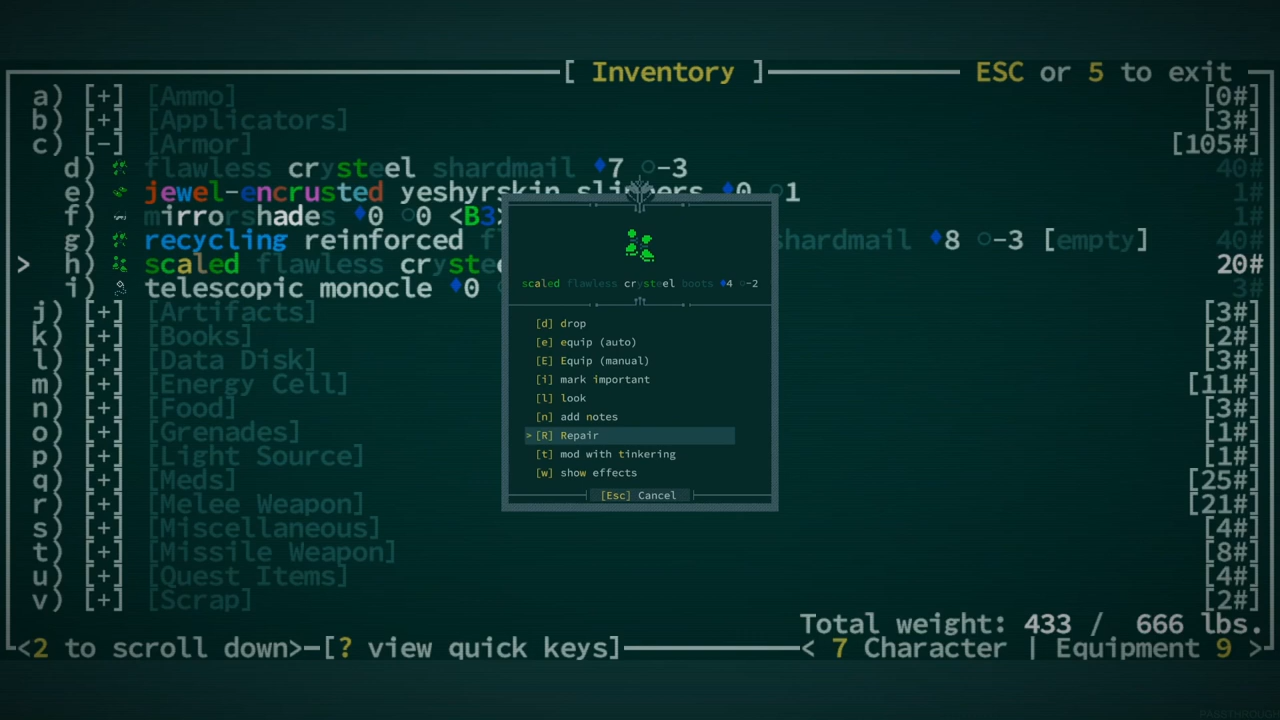 [ Inventory ] ESC or 5 to exit
a) [+] [Ammo] [0#]
b) [+] [Applicators] [3#]
c) [-] [Armor] [105#]
d) flawless crysteel shardmail ♦7 ○-3 40#
e) jewel-encrusted yeshyrskin slippers ♦0 ○1 1#
f) mirrorshades ♦0 ○0 <B3> 1#
g) recycling reinforced shardmail ♦8 ○-3 [empty] 40#
> h) scaled flawless crystee 20#
i) telescopic monocle ♦0 3#
j) [+] [Artifacts] [3#]
k) [+] [Books] [2#]
l) [+] [Data Disk] [3#]
m) [+] [Energy Cell] [11#]
n) [+] [Food] [3#]
o) [+] [Grenades] [1#]
p) [+] [Light Source] [1#]
q) [+] [Meds] [25#]
r) [+] [Melee Weapon] [21#]
s) [+] [Miscellaneous] [4#]
t) [+] [Missile Weapon] [8#]
u) [+] [Quest Items] [4#]
v) [+] [Scrap] [2#]
scaled flawless crysteel boots ♦4 ○-2
[d] drop
[e] equip (auto)
[E] Equip (manual)
[i] mark important
[l] look
[n] add notes
> [R] Repair
[t] mod with tinkering
[w] show effects
[Esc] Cancel
Total weight: 433 / 666 lbs.
<2 to scroll down> [? view quick keys] < 7 Character | Equipment 9 >